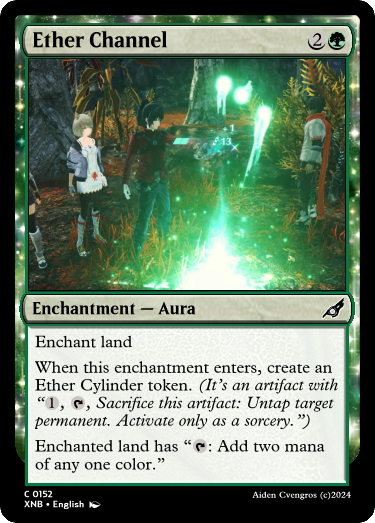 Ether Channel 2
Enchantment — Aura
Enchant land
When this enchantment enters, create an
Ether Cylinder token. (It's an artifact with
“1, , Sacrifice this artifact: Untap target
permanent. Activate only as a sorcery.”)
Enchanted land has “: Add two mana
of any one color.”
C 0152
XNB • English
Aiden Cvengros (c)2024